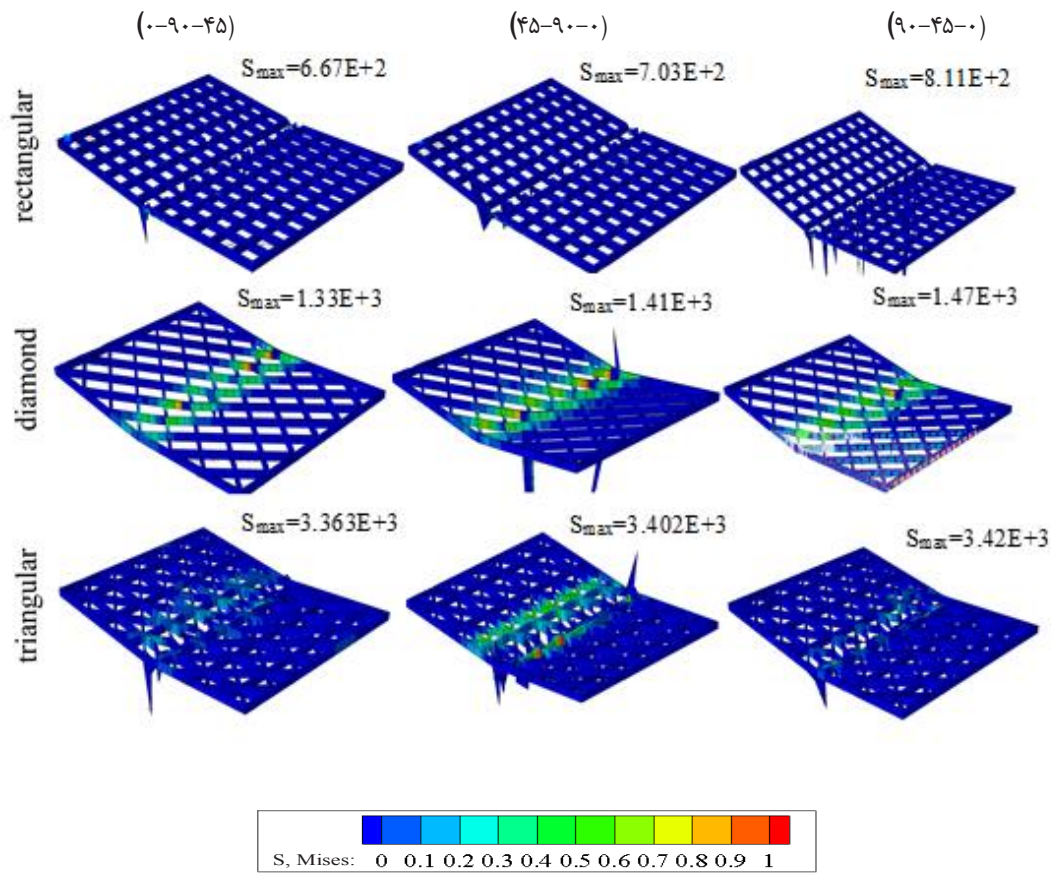 (۰-۹۰-۴۵)
(۴۵-۹۰-۰)
(۹۰-۴۵-۰)
rectangular
Smax=6.67E+2
Smax=7.03E+2
Smax=8.11E+2
diamond
Smax=1.33E+3
Smax=1.41E+3
Smax=1.47E+3
triangular
Smax=3.363E+3
Smax=3.402E+3
Smax=3.42E+3
S, Mises: 0 0.1 0.2 0.3 0.4 0.5 0.6 0.7 0.8 0.9 1